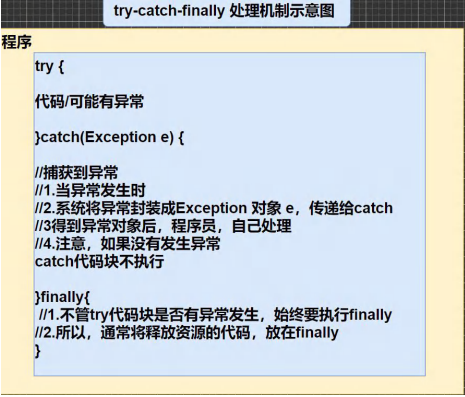 try-catch-finally 处理机制示意图
程序
try {
代码/可能有异常
}catch(Exception e) {
//捕获到异常
//1.当异常发生时
//2.系统将异常封装成Exception 对象 e，传递给catch
//3得到异常对象后，程序员，自己处理
//4.注意，如果没有发生异常
catch代码块不执行
}finally{
//1.不管try代码块是否有异常发生，始终要执行finally
//2.所以，通常将释放资源的代码，放在finally
}